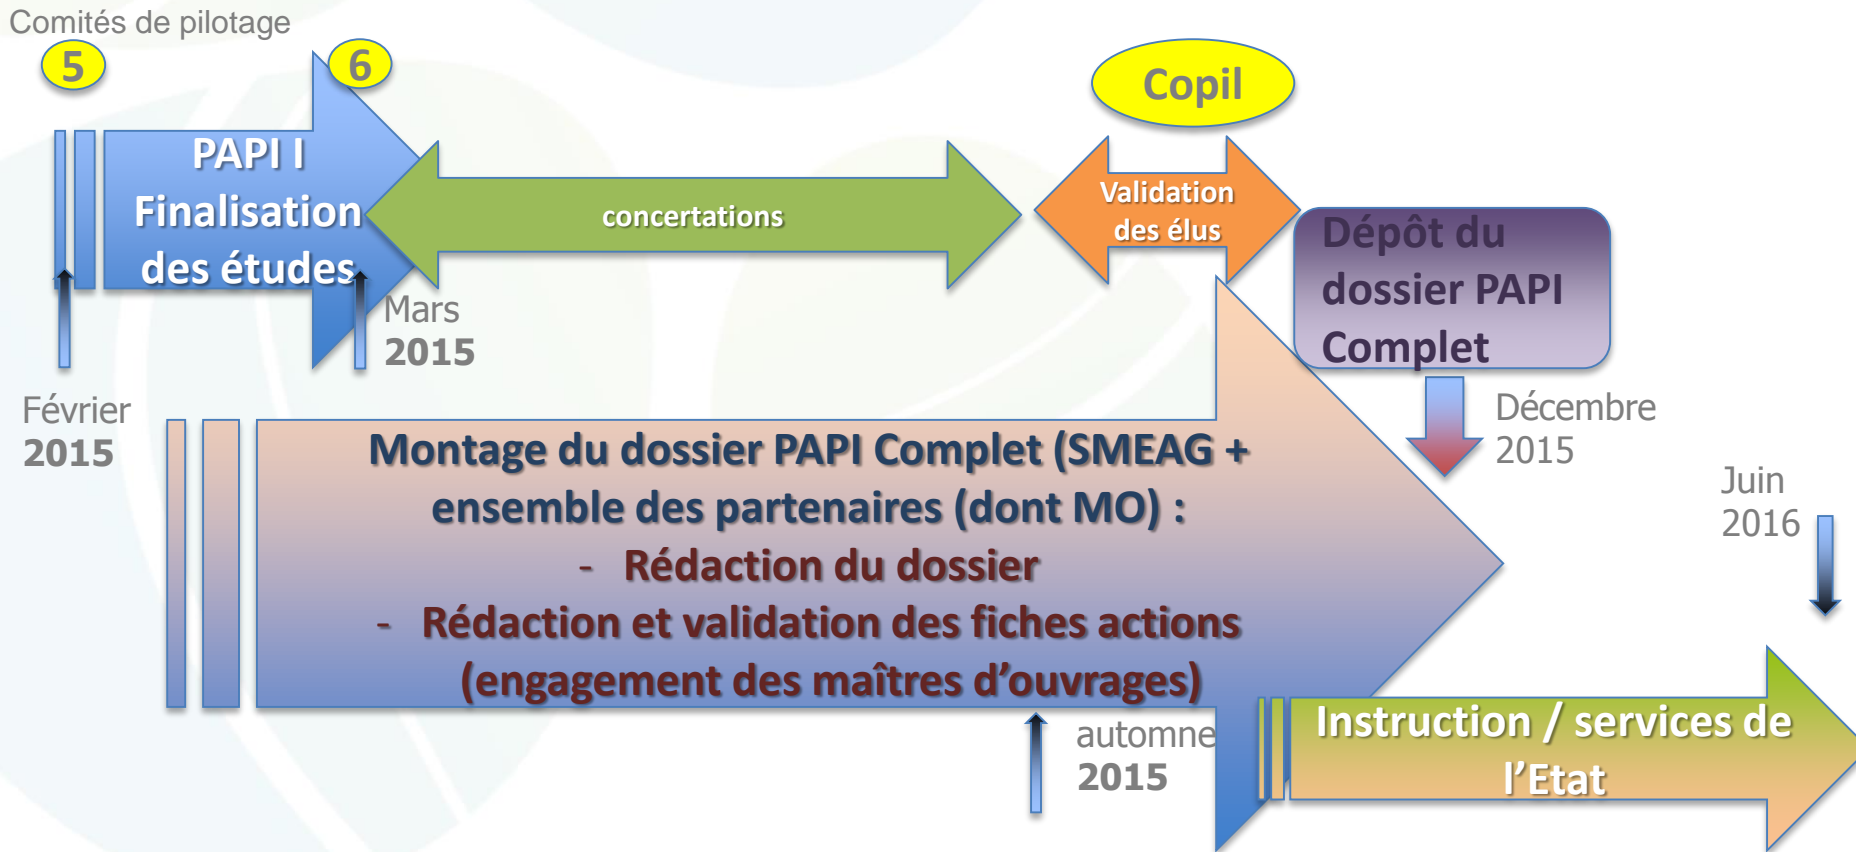 Comités de pilotage
5
6
Copil
PAPI I
Finalisation
des études
concertations
Validation
des élus
Dépôt du
dossier PAPI
Complet
Mars
2015
Février
2015
Décembre
2015
Juin
2016
Montage du dossier PAPI Complet (SMEAG +
ensemble des partenaires (dont MO) :
- Rédaction du dossier
- Rédaction et validation des fiches actions
(engagement des maîtres d’ouvrages)
automne
2015
Instruction / services de
l’Etat